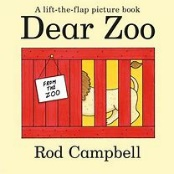 A lift-the-flap picture book
Dear Zoo
FROM
THE
ZOO
Rod Campbell